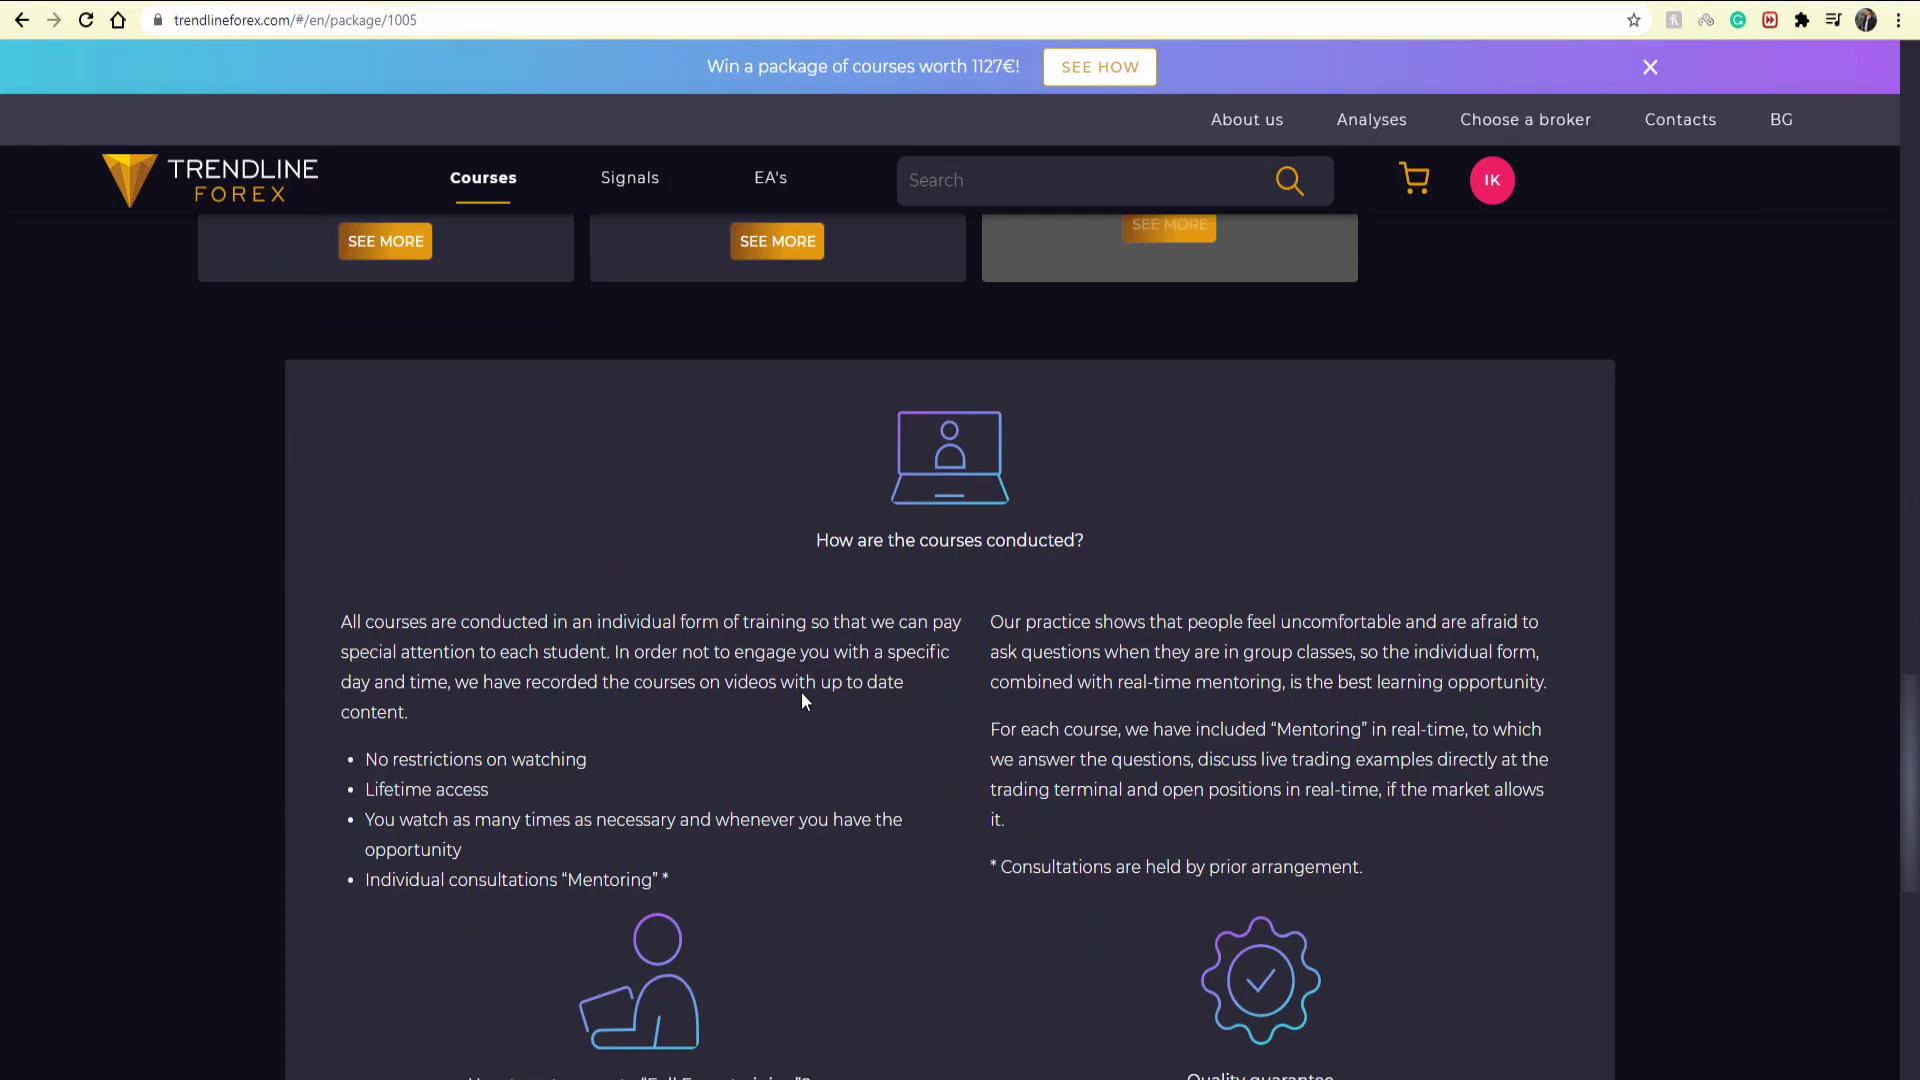 trendlineforex.com/#/en/package/1005
Win a package of courses worth 1127€! SEE HOW
About us Analyses Choose a broker Contacts BG
TRENDLINE
FOREX
Courses Signals EA's Search IK
SEE MORE SEE MORE SEE MORE
How are the courses conducted?
All courses are conducted in an individual form of training so that we can pay
special attention to each student. In order not to engage you with a specific
day and time, we have recorded the courses on videos with up to date
content.
• No restrictions on watching
• Lifetime access
• You watch as many times as necessary and whenever you have the
opportunity
• Individual consultations “Mentoring” *
Our practice shows that people feel uncomfortable and are afraid to
ask questions when they are in group classes, so the individual form,
combined with real-time mentoring, is the best learning opportunity.
For each course, we have included “Mentoring” in real-time, to which
we answer the questions, discuss live trading examples directly at the
trading terminal and open positions in real-time, if the market allows
it.
* Consultations are held by prior arrangement.
Quality guarantee